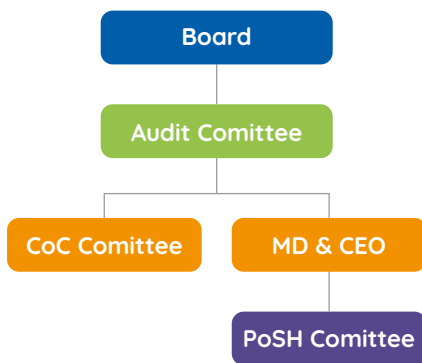 Board
Audit Comittee
CoC Comittee
MD & CEO
PoSH Comittee